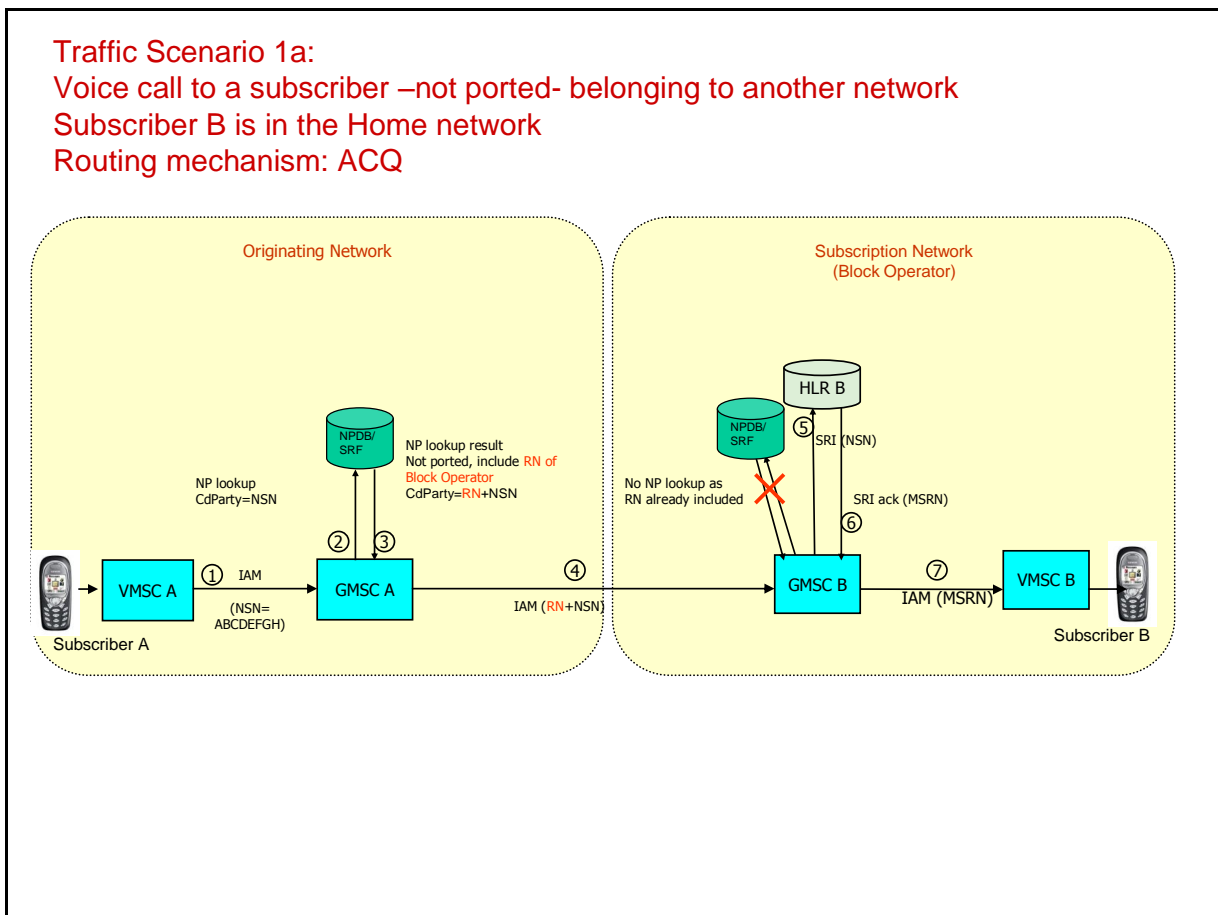 Traffic Scenario 1a:
Voice call to a subscriber –not ported- belonging to another network
Subscriber B is in the Home network
Routing mechanism: ACQ
Originating Network
Subscription Network
(Block Operator)
HLR B
NPDB/
SRF
NP lookup result
Not ported, include RN of
Block Operator
CdParty=RN+NSN
NP lookup
CdParty=NSN
NPDB/
SRF
5
SRI (NSN)
No NP lookup as
RN already included
SRI ack (MSRN)
6
2
3
1
IAM
4
7
VMSC A
GMSC A
GMSC B
VMSC B
(NSN=
ABCDEFGH)
IAM (RN+NSN)
IAM (MSRN)
Subscriber A
Subscriber B